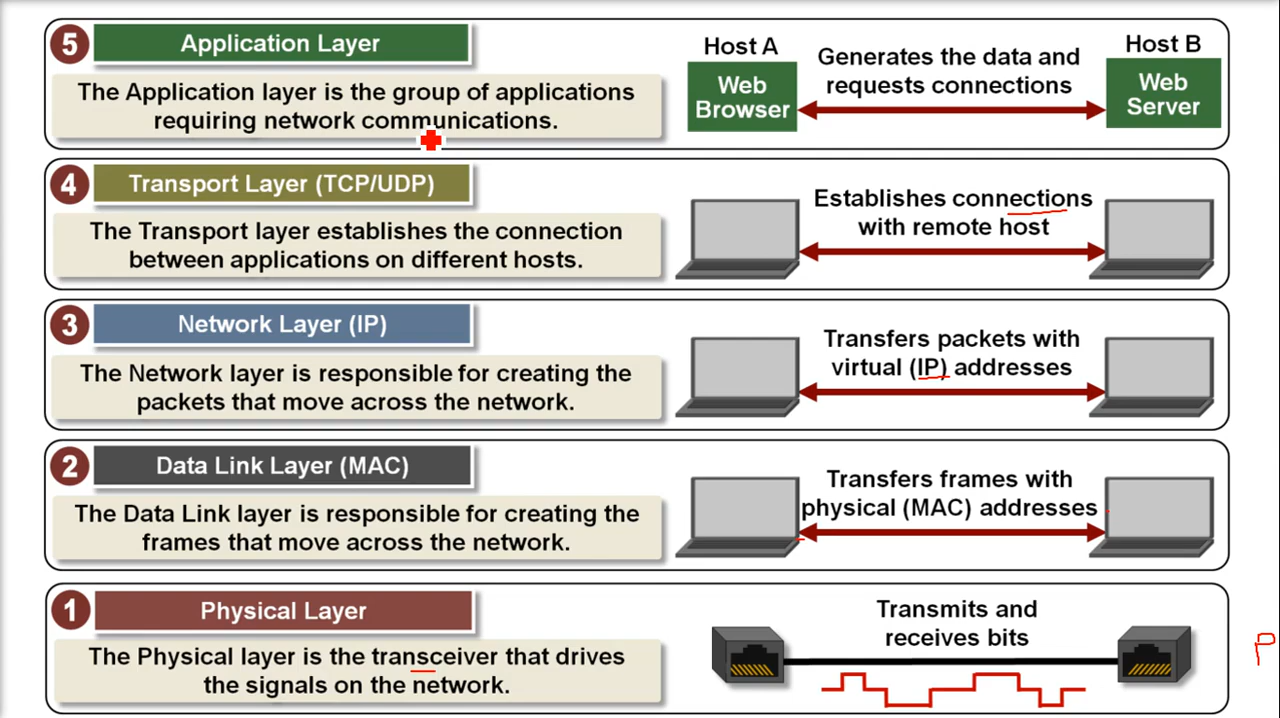 5 Application Layer
The Application layer is the group of applications
requiring network communications.
Host A
Web
Browser
Generates the data and
requests connections
Host B
Web
Server
4 Transport Layer (TCP/UDP)
The Transport layer establishes the connection
between applications on different hosts.
Establishes connections
with remote host
3 Network Layer (IP)
The Network layer is responsible for creating the
packets that move across the network.
Transfers packets with
virtual (IP) addresses
2 Data Link Layer (MAC)
The Data Link layer is responsible for creating the
frames that move across the network.
Transfers frames with
physical (MAC) addresses
1 Physical Layer
The Physical layer is the transceiver that drives
the signals on the network.
Transmits and
receives bits
P